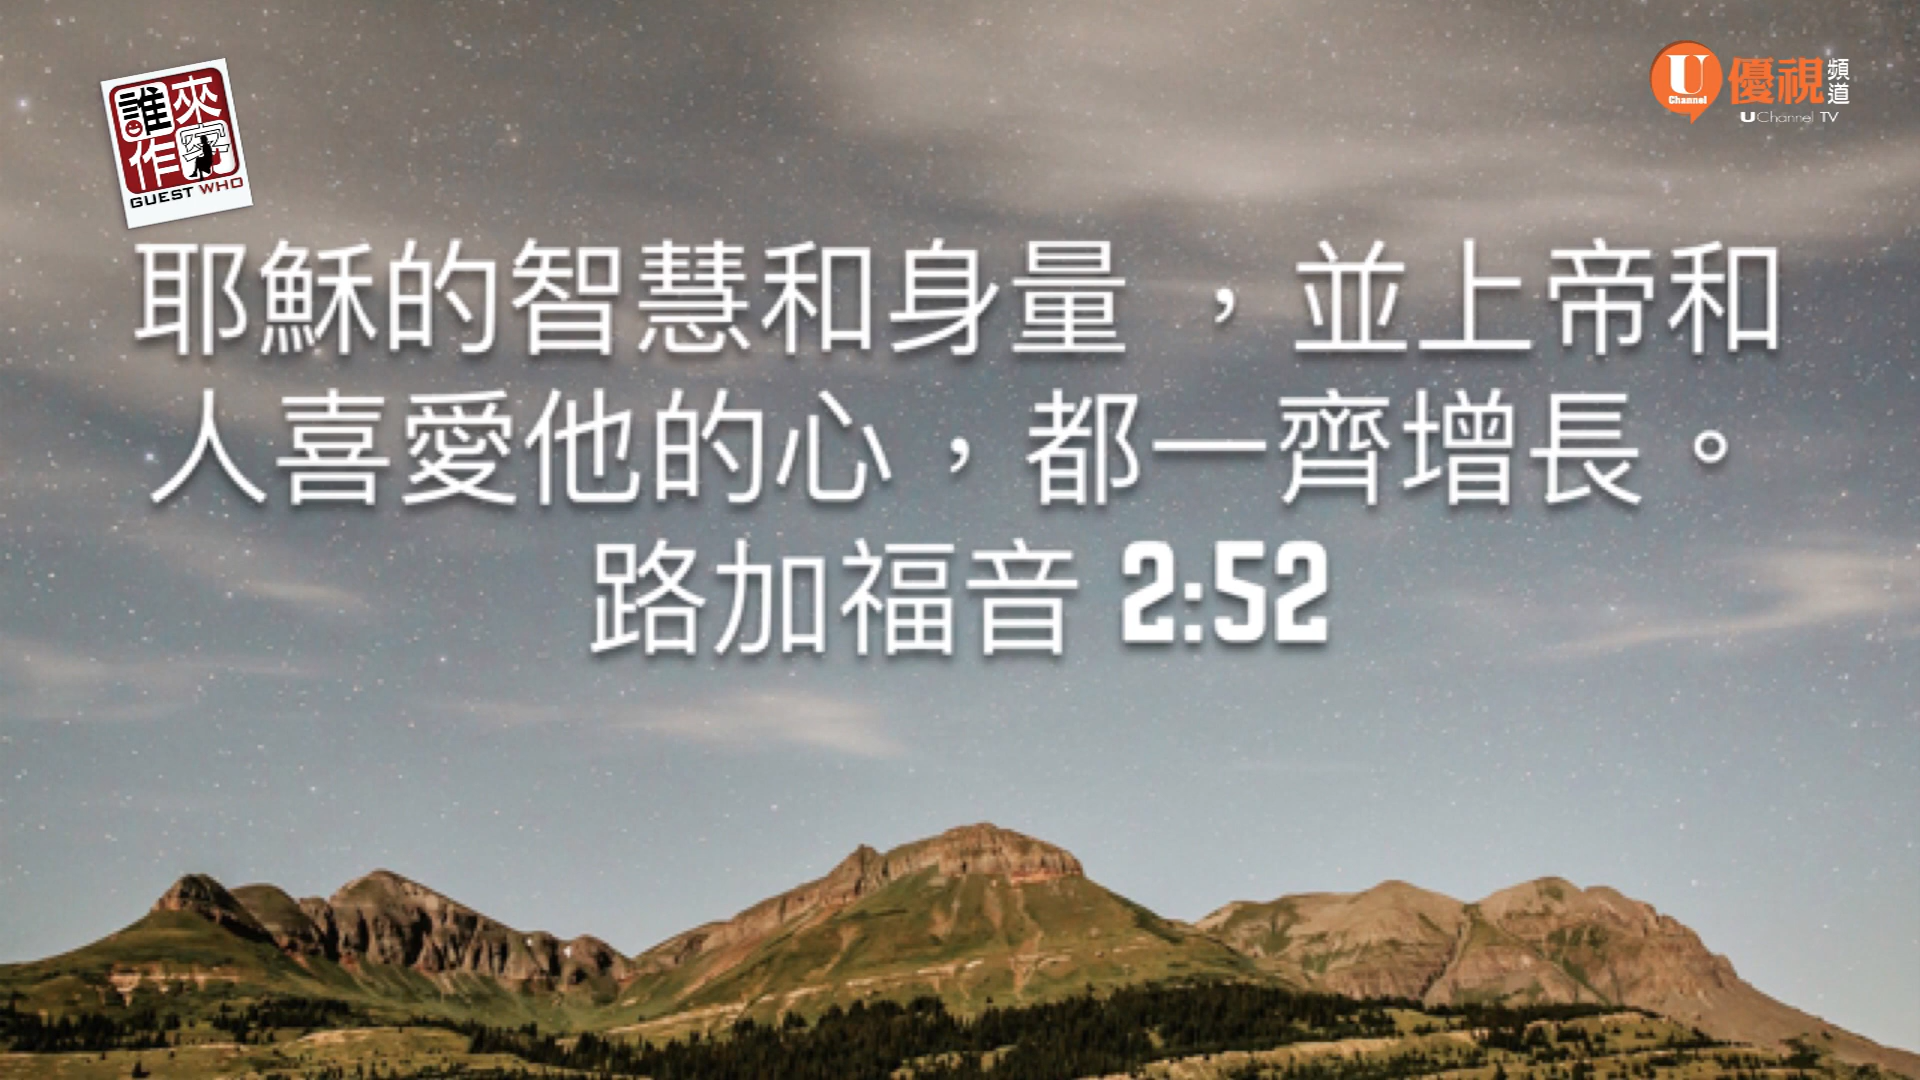 誰來作客
GUEST WHO
U Channel 優視頻道
UChannel TV
耶穌的智慧和身量，並上帝和
人喜愛他的心，都一齊增長。
路加福音 2:52